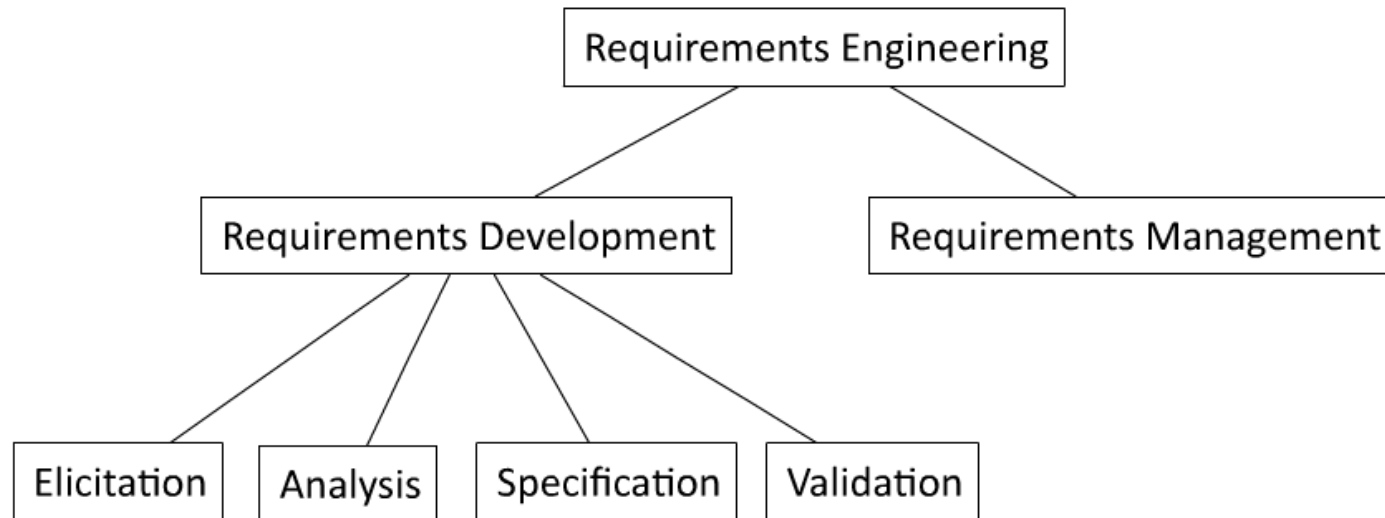 Requirements Engineering
Requirements Development
Requirements Management
Elicitation
Analysis
Specification
Validation